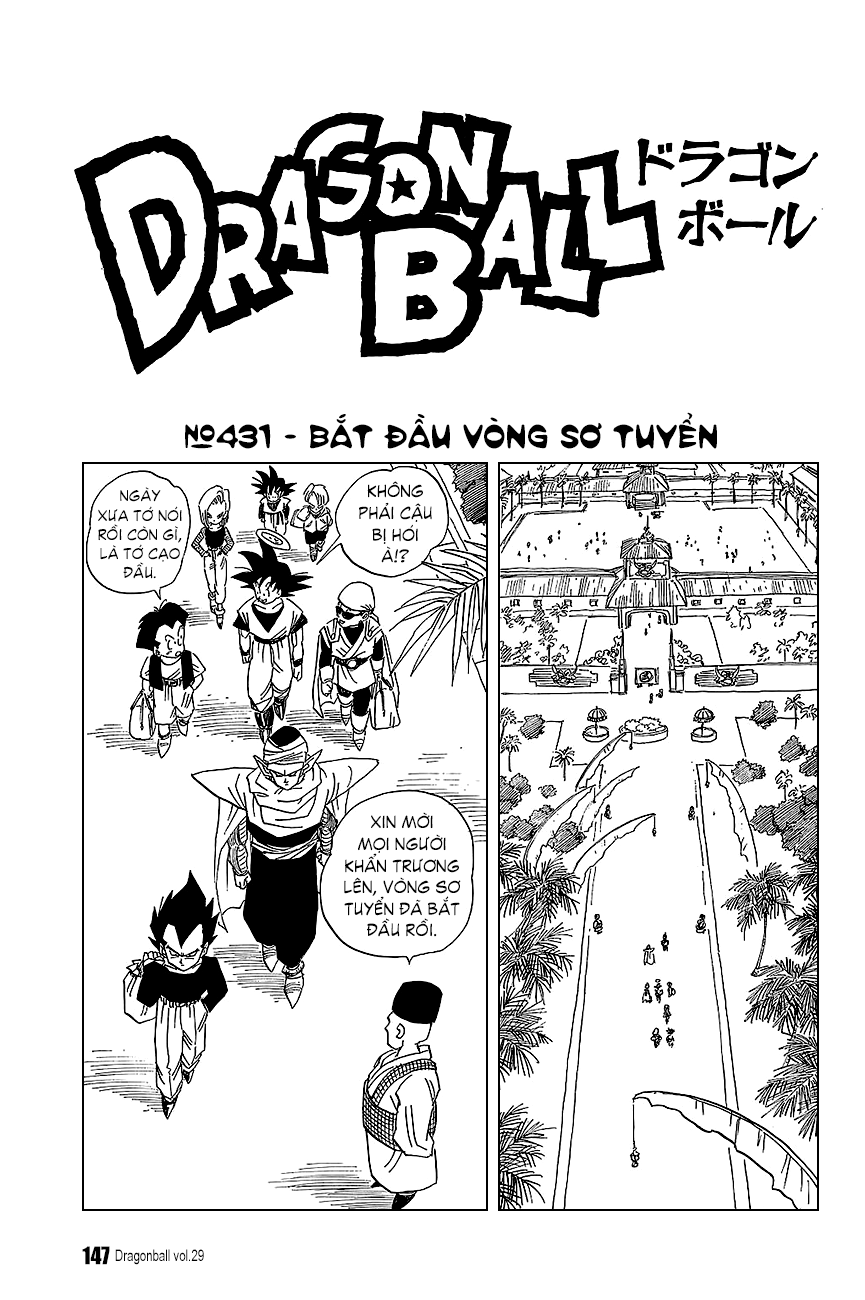 DRAGON BALL
ドラゴン
ボール
№431 - BẮT ĐẦU VÒNG SƠ TUYỂN
KHÔNG
PHẢI CẬU
BỊ HÓI
À!?
NGÀY
XƯA TỚ NÓI
RỒI CÒN GÌ,
LÀ TỚ CẠO
ĐẦU.
XIN MỜI
MỌI NGƯỜI
KHẨN TRƯƠNG
LÊN, VÒNG SƠ
TUYỂN ĐÃ BẮT
ĐẦU RỒI.
147 Dragonball vol.29